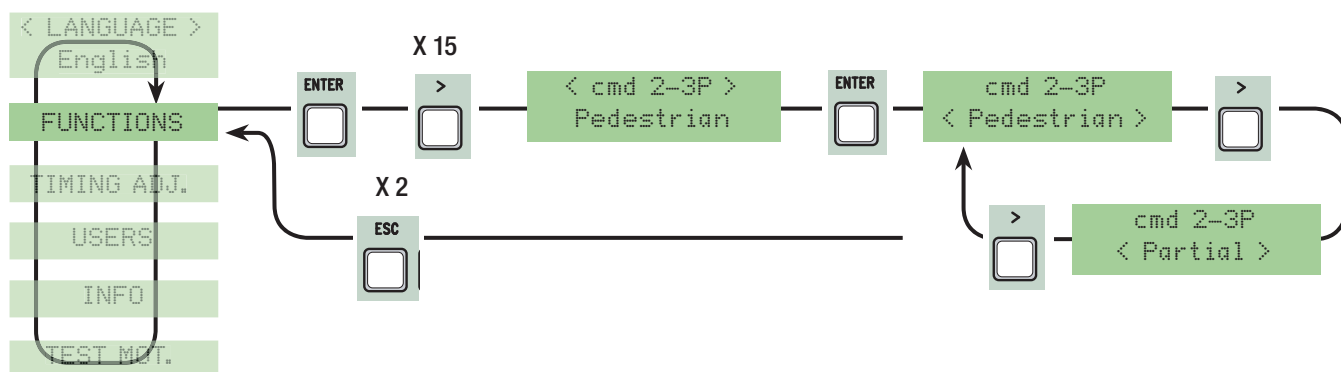 < LANGUAGE >
English
FUNCTIONS
TIMING ADJ.
USERS
INFO
TEST MOT.
ENTER
X 15
>
< cmd 2-3P >
Pedestrian
ENTER
cmd 2-3P
< Pedestrian >
>
X 2
ESC
>
cmd 2-3P
< Partial >